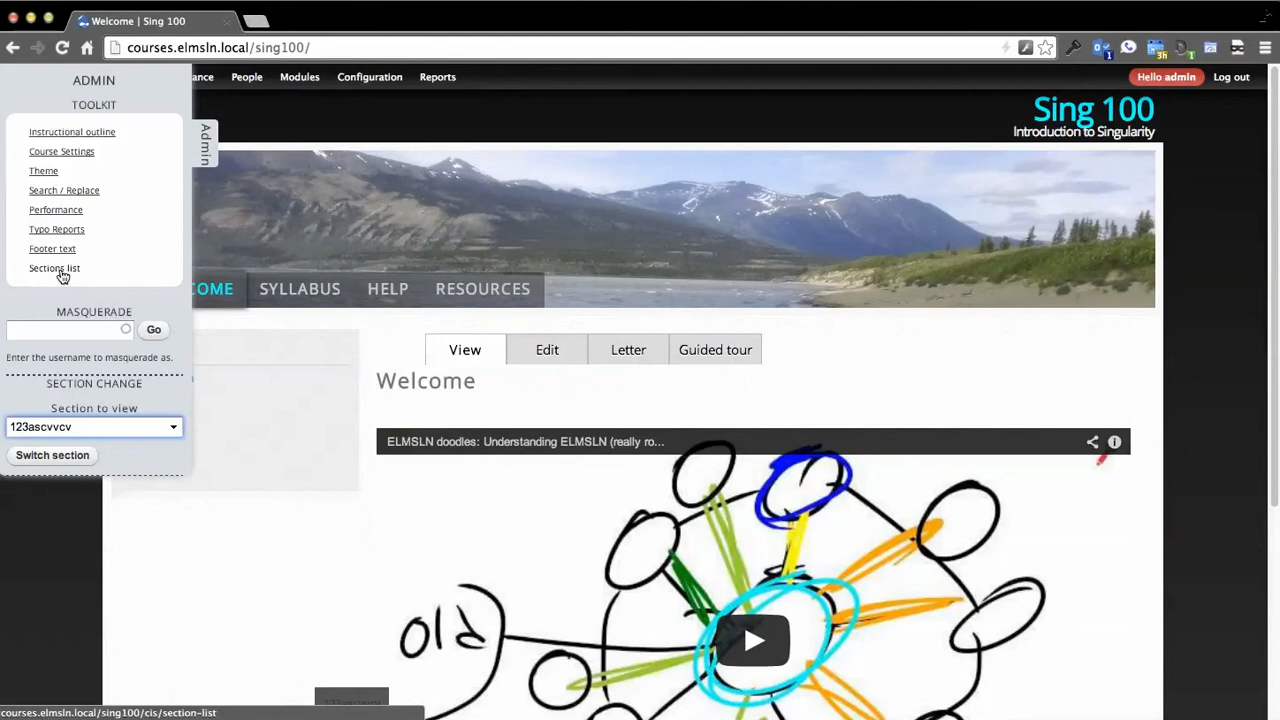 Welcome | Sing 100
courses.elmsln.local/sing100/
1
3h
1
ADMIN
TOOLKIT
Instructional outline
Course Settings
Theme
Search / Replace
Performance
Typo Reports
Footer text
Sections list
MASQUERADE
Go
Enter the username to masquerade as.
SECTION CHANGE
Section to view
123ascvvcv
Switch section
Admin
People Modules Configuration Reports
Hello admin Log out
Sing 100
Introduction to Singularity
SYLLABUS HELP RESOURCES
View Edit Letter Guided tour
Welcome
ELMSLN doodles: Understanding ELMSLN (really ro...
old
courses.elmsln.local/sing100/cis/section-list